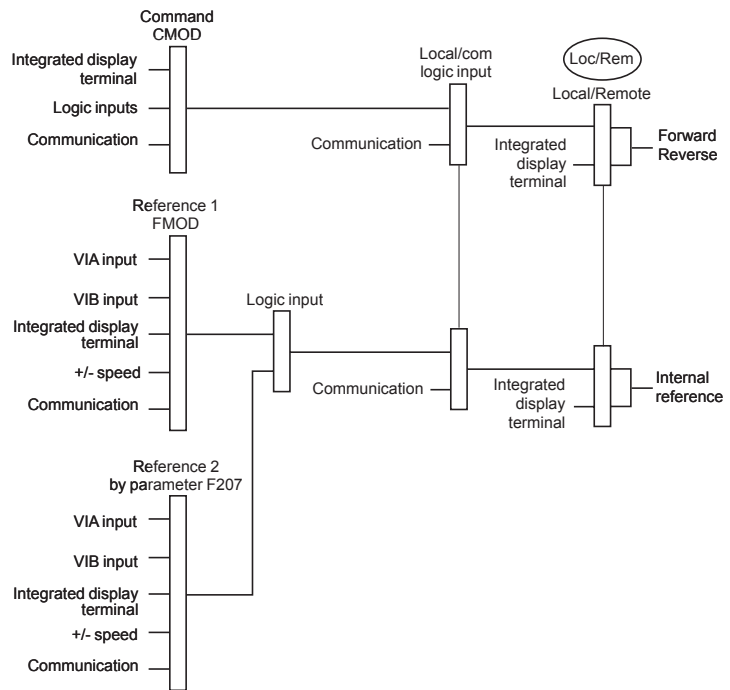 Command
CMOD
Integrated display
terminal
Logic inputs
Communication
Local/com
logic input
Communication
Loc/Rem
Local/Remote
Integrated
display
terminal
Forward
Reverse
Reference 1
FMOD
VIA input
VIB input
Integrated display
terminal
+/- speed
Communication
Logic input
Communication
Integrated
display
terminal
Internal
reference
Reference 2
by parameter F207
VIA input
VIB input
Integrated display
terminal
+/- speed
Communication